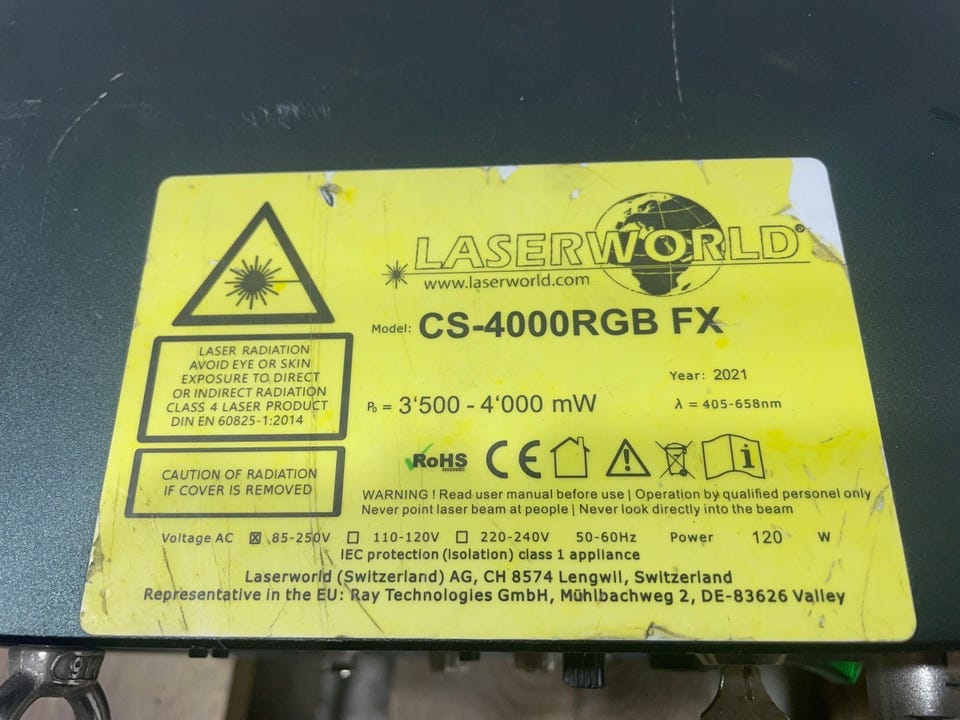 LASERWORLD®
www.laserworld.com
Model: CS-4000RGB FX
Year: 2021
P₀ = 3'500 - 4'000 mW
λ = 405-658nm
LASER RADIATION
AVOID EYE OR SKIN
EXPOSURE TO DIRECT
OR INDIRECT RADIATION
CLASS 4 LASER PRODUCT
DIN EN 60825-1:2014
CAUTION OF RADIATION
IF COVER IS REMOVED
RoHS
CE
WARNING ! Read user manual before use | Operation by qualified personel only
Never point laser beam at people | Never look directly into the beam
Voltage AC ☒ 85-250V ☐ 110-120V ☐ 220-240V 50-60Hz Power 120 W
IEC protection (isolation) class 1 appliance
Laserworld (Switzerland) AG, CH 8574 Lengwil, Switzerland
Representative in the EU: Ray Technologies GmbH, Mühlbachweg 2, DE-83626 Valley